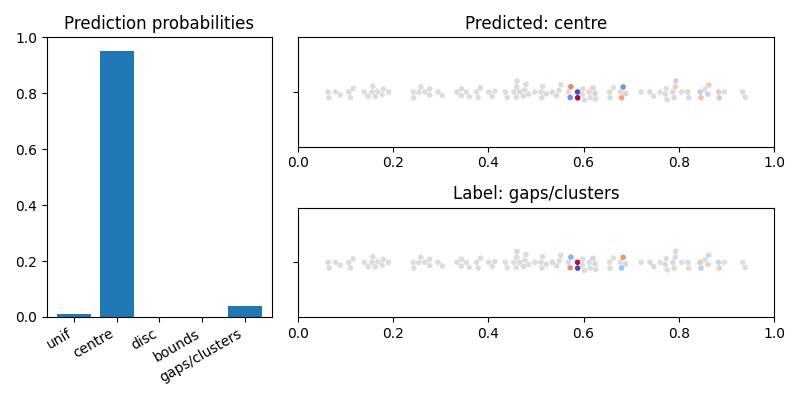 Prediction probabilities
1.0
0.8
0.6
0.4
0.2
0.0
unif
centre
disc
bounds
gaps/clusters
Predicted: centre
0.0 0.2 0.4 0.6 0.8 1.0
Label: gaps/clusters
0.0 0.2 0.4 0.6 0.8 1.0